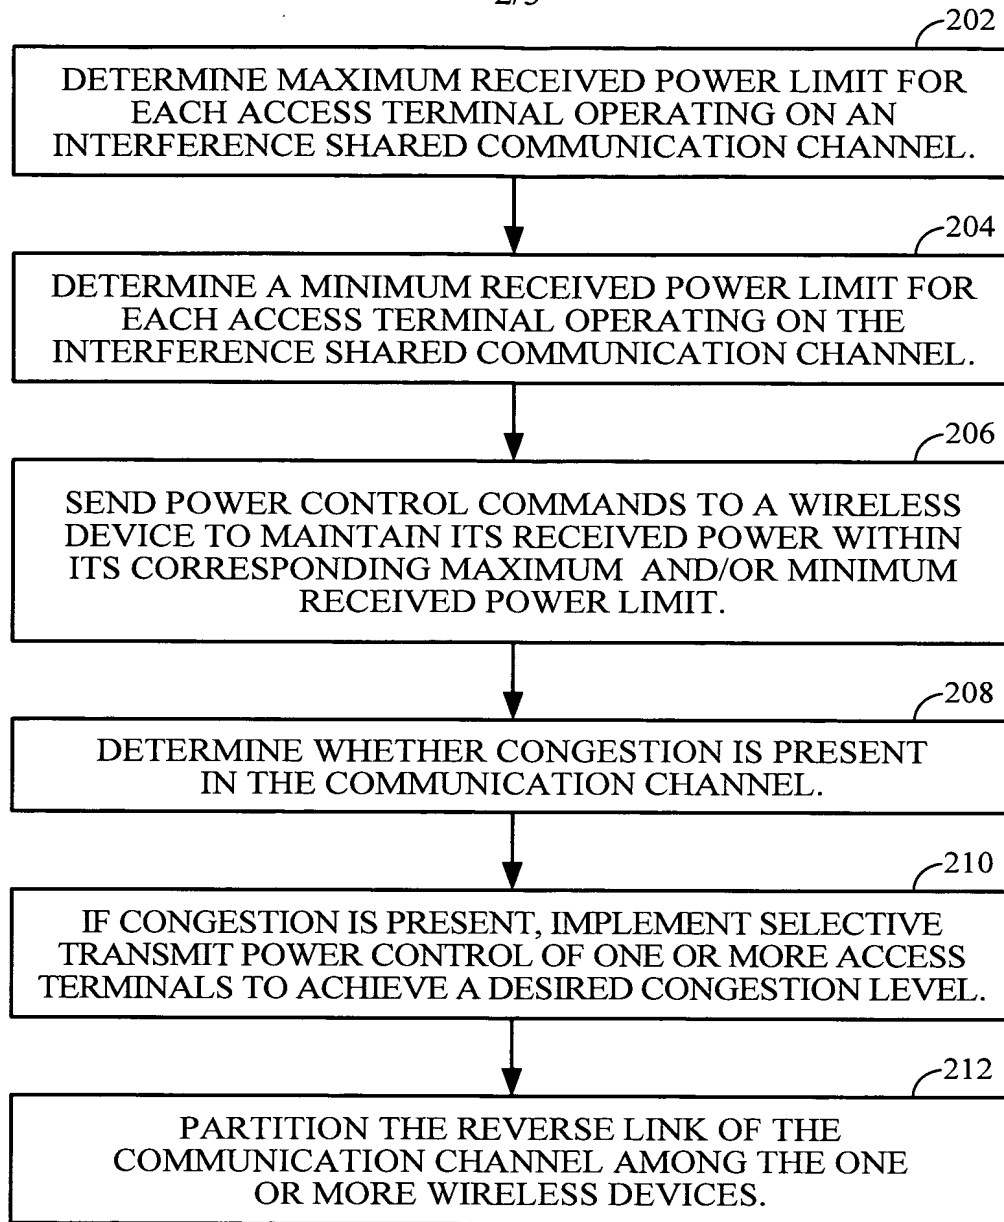 202
DETERMINE MAXIMUM RECEIVED POWER LIMIT FOR
EACH ACCESS TERMINAL OPERATING ON AN
INTERFERENCE SHARED COMMUNICATION CHANNEL.
204
DETERMINE A MINIMUM RECEIVED POWER LIMIT FOR
EACH ACCESS TERMINAL OPERATING ON THE
INTERFERENCE SHARED COMMUNICATION CHANNEL.
206
SEND POWER CONTROL COMMANDS TO A WIRELESS
DEVICE TO MAINTAIN ITS RECEIVED POWER WITHIN
ITS CORRESPONDING MAXIMUM AND/OR MINIMUM
RECEIVED POWER LIMIT.
208
DETERMINE WHETHER CONGESTION IS PRESENT
IN THE COMMUNICATION CHANNEL.
210
IF CONGESTION IS PRESENT, IMPLEMENT SELECTIVE
TRANSMIT POWER CONTROL OF ONE OR MORE ACCESS
TERMINALS TO ACHIEVE A DESIRED CONGESTION LEVEL.
212
PARTITION THE REVERSE LINK OF THE
COMMUNICATION CHANNEL AMONG THE ONE
OR MORE WIRELESS DEVICES.